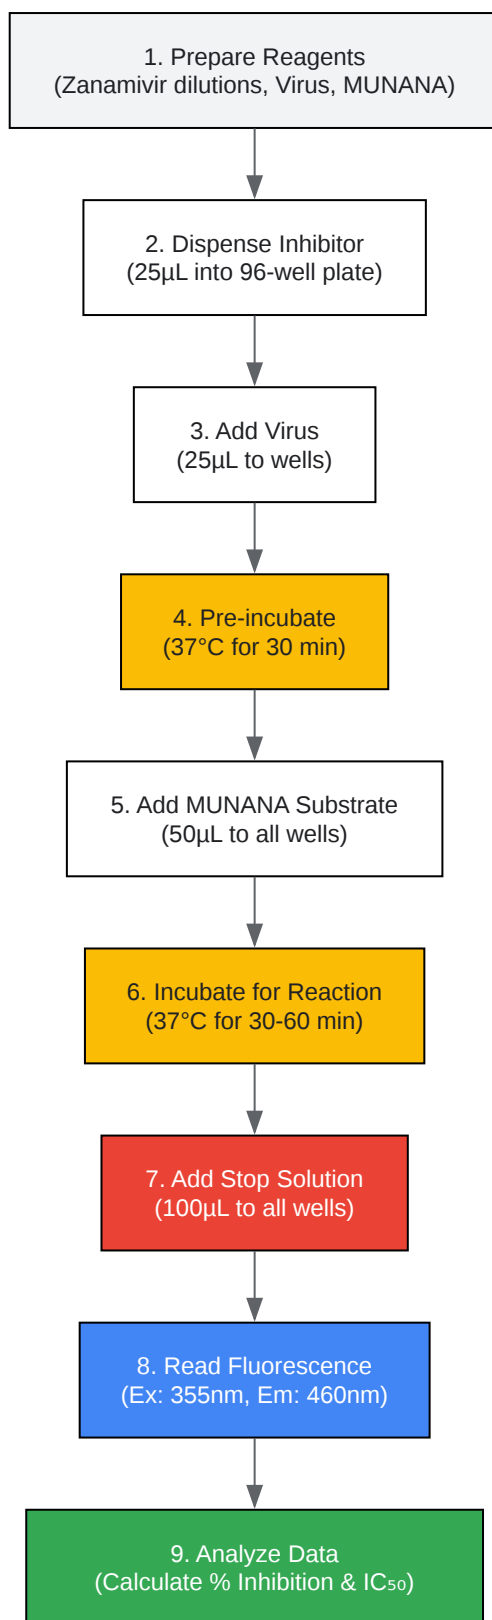 1. Prepare Reagents
(Zanamivir dilutions, Virus, MUNANA)
2. Dispense Inhibitor
(25µL into 96-well plate)
3. Add Virus
(25µL to wells)
4. Pre-incubate
(37°C for 30 min)
5. Add MUNANA Substrate
(50µL to all wells)
6. Incubate for Reaction
(37°C for 30-60 min)
7. Add Stop Solution
(100µL to all wells)
8. Read Fluorescence
(Ex: 355nm, Em: 460nm)
9. Analyze Data
(Calculate % Inhibition & IC₅₀)